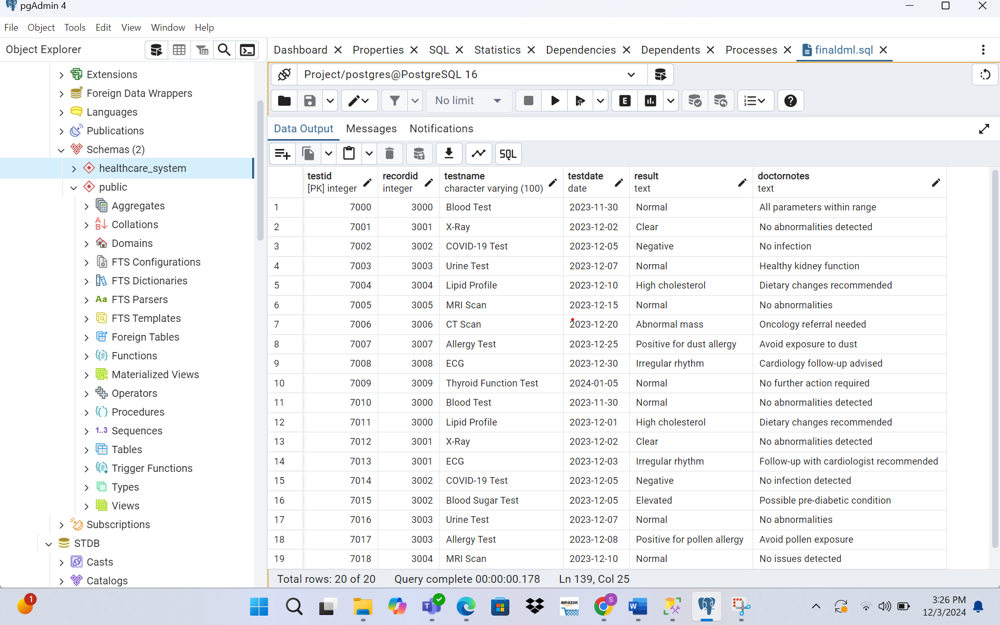 pgAdmin 4
File Object Tools Edit View Window Help
Object Explorer
Dashboard Properties SQL Statistics Dependencies Dependents Processes finaldml.sql
Extensions
Foreign Data Wrappers
Languages
Publications
Schemas (2)
healthcare_system
public
Aggregates
Collations
Domains
FTS Configurations
FTS Dictionaries
Aa FTS Parsers
FTS Templates
Foreign Tables
Functions
Materialized Views
Operators
Procedures
1..3 Sequences
Tables
Trigger Functions
Types
Views
Subscriptions
STDB
Casts
Catalogs
Project/postgres@PostgreSQL 16
No limit E
Data Output Messages Notifications
SQL
testid recordid testname testdate result doctornotes
[PK] integer integer character varying (100) date text text
1 7000 3000 Blood Test 2023-11-30 Normal All parameters within range
2 7001 3001 X-Ray 2023-12-02 Clear No abnormalities detected
3 7002 3002 COVID-19 Test 2023-12-05 Negative No infection
4 7003 3003 Urine Test 2023-12-07 Normal Healthy kidney function
5 7004 3004 Lipid Profile 2023-12-10 High cholesterol Dietary changes recommended
6 7005 3005 MRI Scan 2023-12-15 Normal No abnormalities
7 7006 3006 CT Scan 2023-12-20 Abnormal mass Oncology referral needed
8 7007 3007 Allergy Test 2023-12-25 Positive for dust allergy Avoid exposure to dust
9 7008 3008 ECG 2023-12-30 Irregular rhythm Cardiology follow-up advised
10 7009 3009 Thyroid Function Test 2024-01-05 Normal No further action required
11 7010 3000 Blood Test 2023-11-30 Normal No abnormalities detected
12 7011 3000 Lipid Profile 2023-12-01 High cholesterol Dietary changes recommended
13 7012 3001 X-Ray 2023-12-02 Clear No abnormalities detected
14 7013 3001 ECG 2023-12-03 Irregular rhythm Follow-up with cardiologist recommended
15 7014 3002 COVID-19 Test 2023-12-05 Negative No infection detected
16 7015 3002 Blood Sugar Test 2023-12-05 Elevated Possible pre-diabetic condition
17 7016 3003 Urine Test 2023-12-07 Normal No abnormalities
18 7017 3003 Allergy Test 2023-12-08 Positive for pollen allergy Avoid pollen exposure
19 7018 3004 MRI Scan 2023-12-10 Normal No issues detected
Total rows: 20 of 20 Query complete 00:00:00.178 Ln 139, Col 25
1 T amazon S W
3:26 PM
12/3/2024